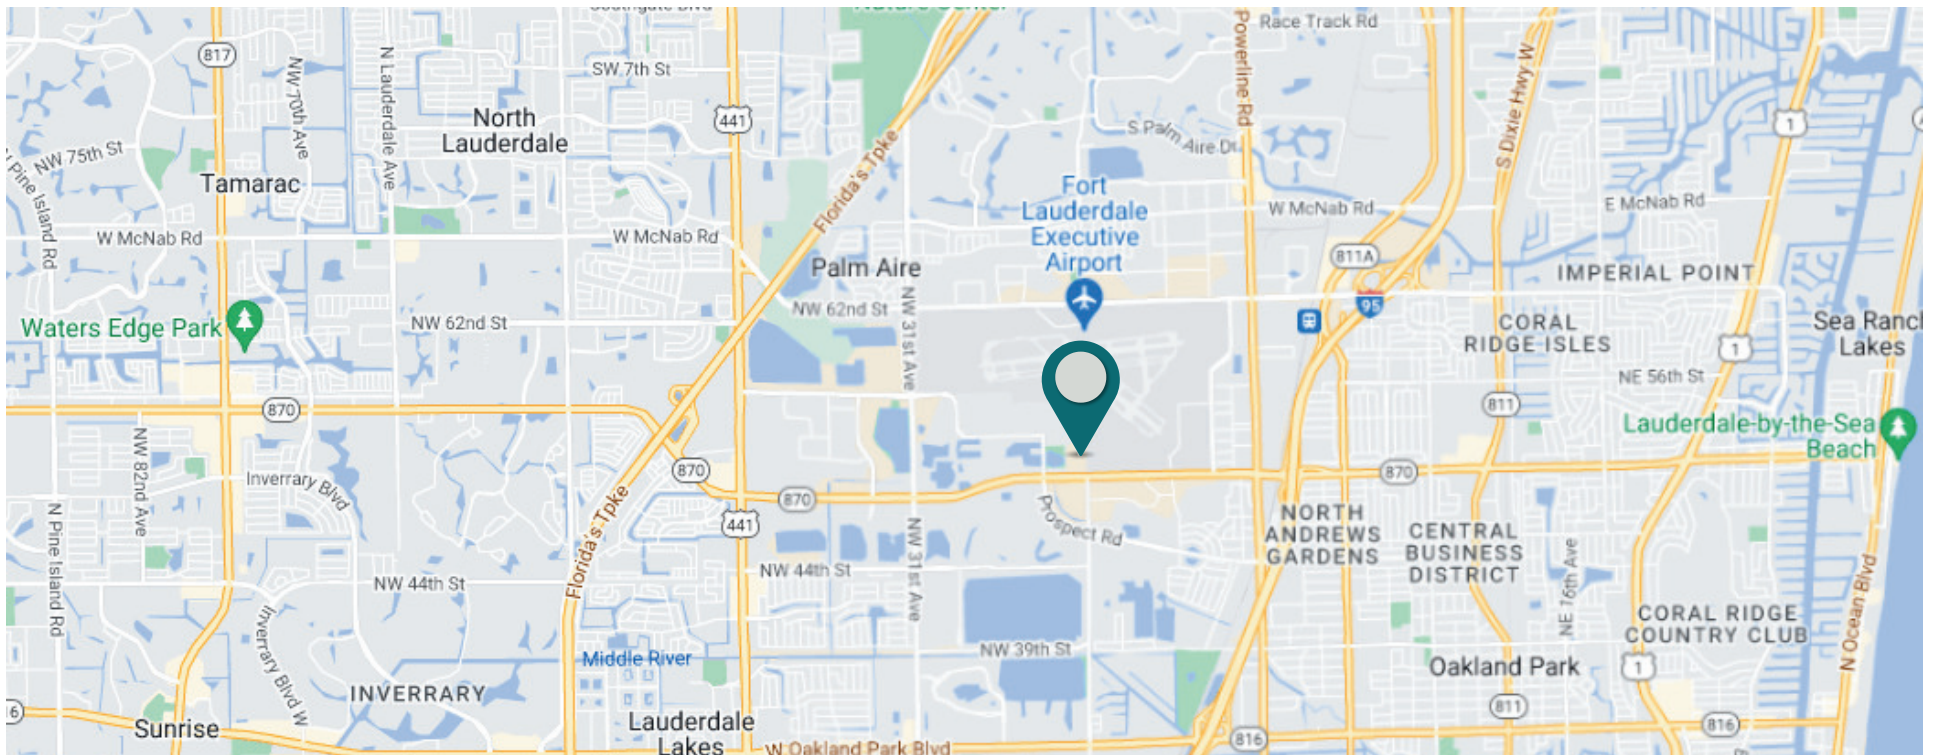 Race Track Rd
817
SW 7th St
N Lauderdale Ave
NW 70th Ave
North
Lauderdale
441
Powerline Rd
S Dixie Hwy W
1
S Palm Aire Dr
NW 75th St
N Pine Island Rd
Tamarac
Florida's Tpke
Fort
Lauderdale
Executive
Airport
W McNab Rd
E McNab Rd
W McNab Rd
W McNab Rd
811A
Palm Aire
IMPERIAL POINT
NW 62nd St
NW 31st Ave
95
Waters Edge Park
NW 62nd St
CORAL
RIDGE ISLES
Sea Ranch
Lakes
1
NE 56th St
870
811
Lauderdale-by-the-Sea
Beach
NW 82nd Ave
Inverrary Blvd
870
870
870
441
Florida's Tpke
N Pine Island Rd
Prospect Rd
NW 31st Ave
NORTH
ANDREWS
GARDENS
CENTRAL
BUSINESS
DISTRICT
NE 16th Ave
NW 44th St
NW 44th St
N Ocean Blvd
Inverrary Blvd W
CORAL RIDGE
COUNTRY CLUB
Middle River
NW 39th St
Oakland Park
1
INVERRARY
811
Sunrise
Lauderdale
Lakes
816
816
W Oakland Park Blvd